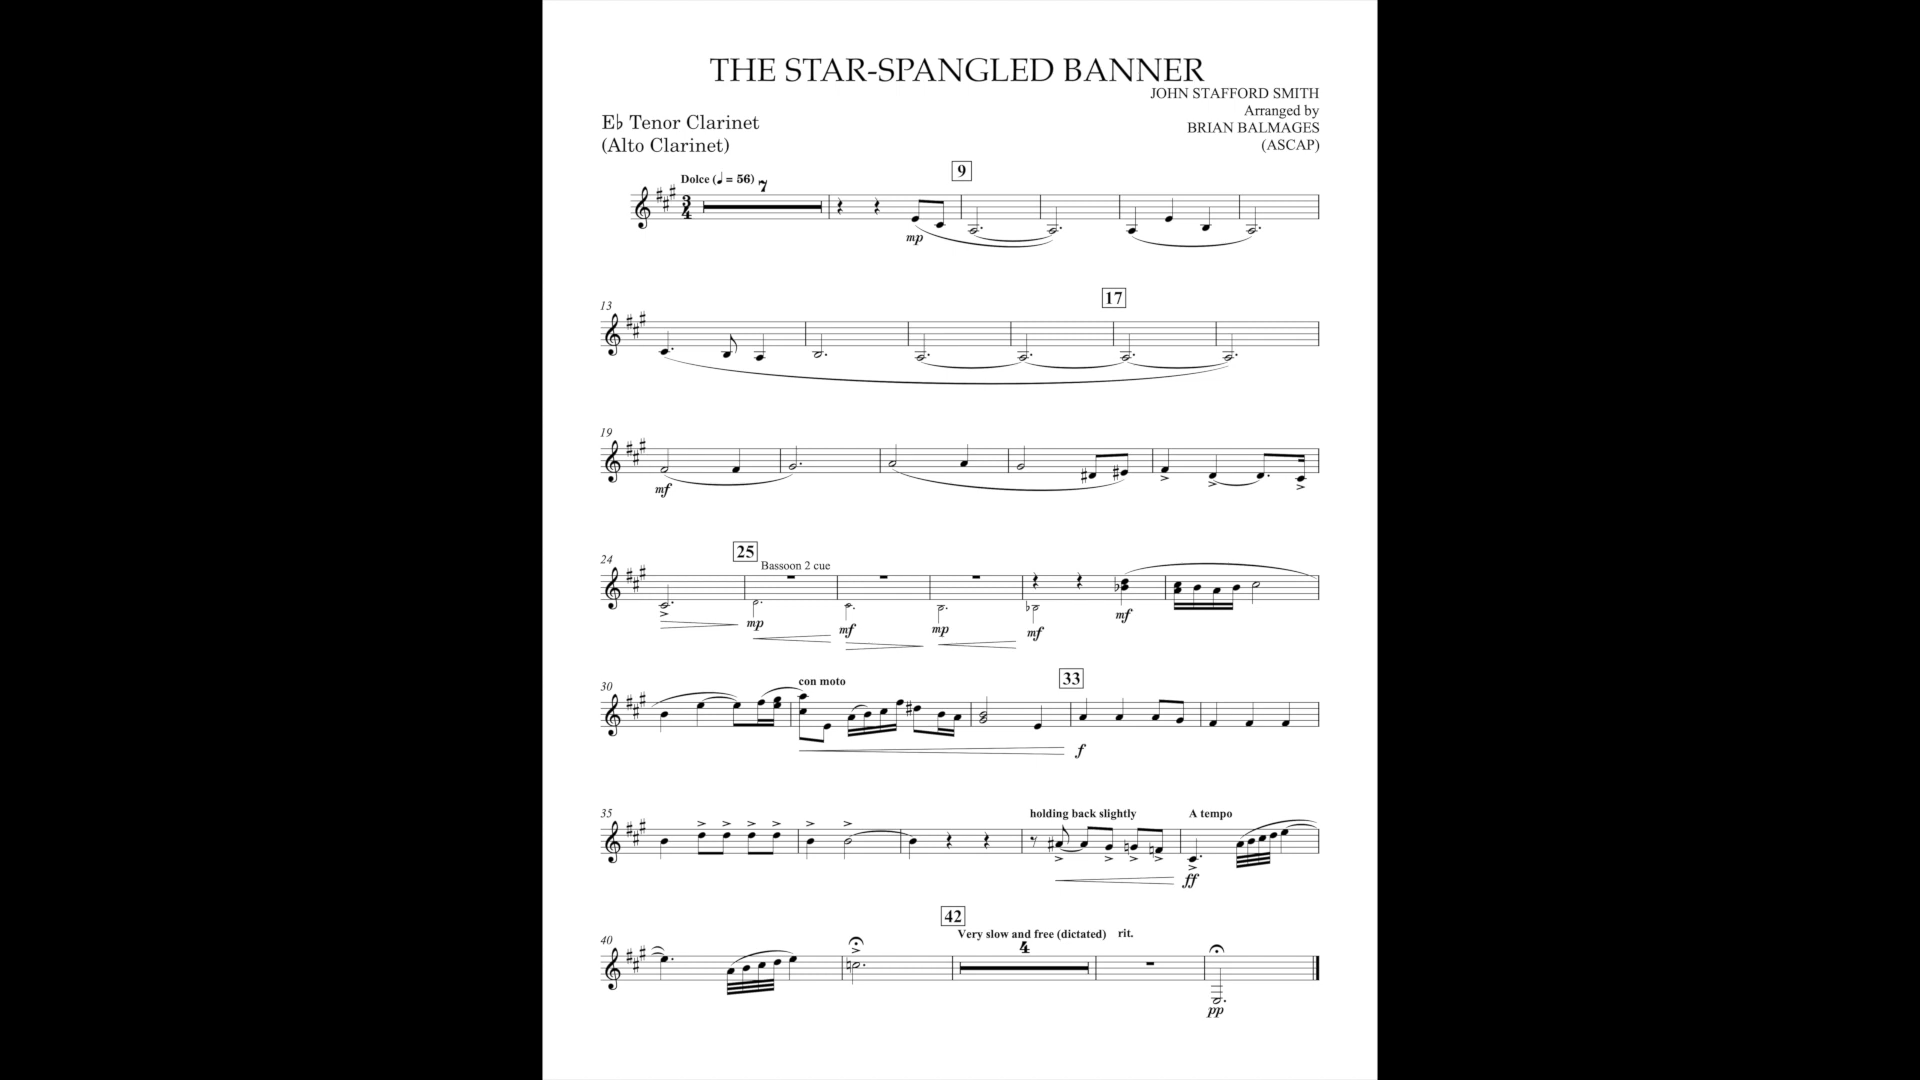 THE STAR-SPANGLED BANNER
JOHN STAFFORD SMITH
Arranged by
BRIAN BALMAGES
(ASCAP)
E♭ Tenor Clarinet
(Alto Clarinet)
9
Dolce (♩ = 56) 7
3
4
mp
17
13
19
mf
25
24
Bassoon 2 cue
mp mf mp mf mf
33
30
con moto
f
35
holding back slightly A tempo
ff
42
40
Very slow and free (dictated) rit.
4
pp